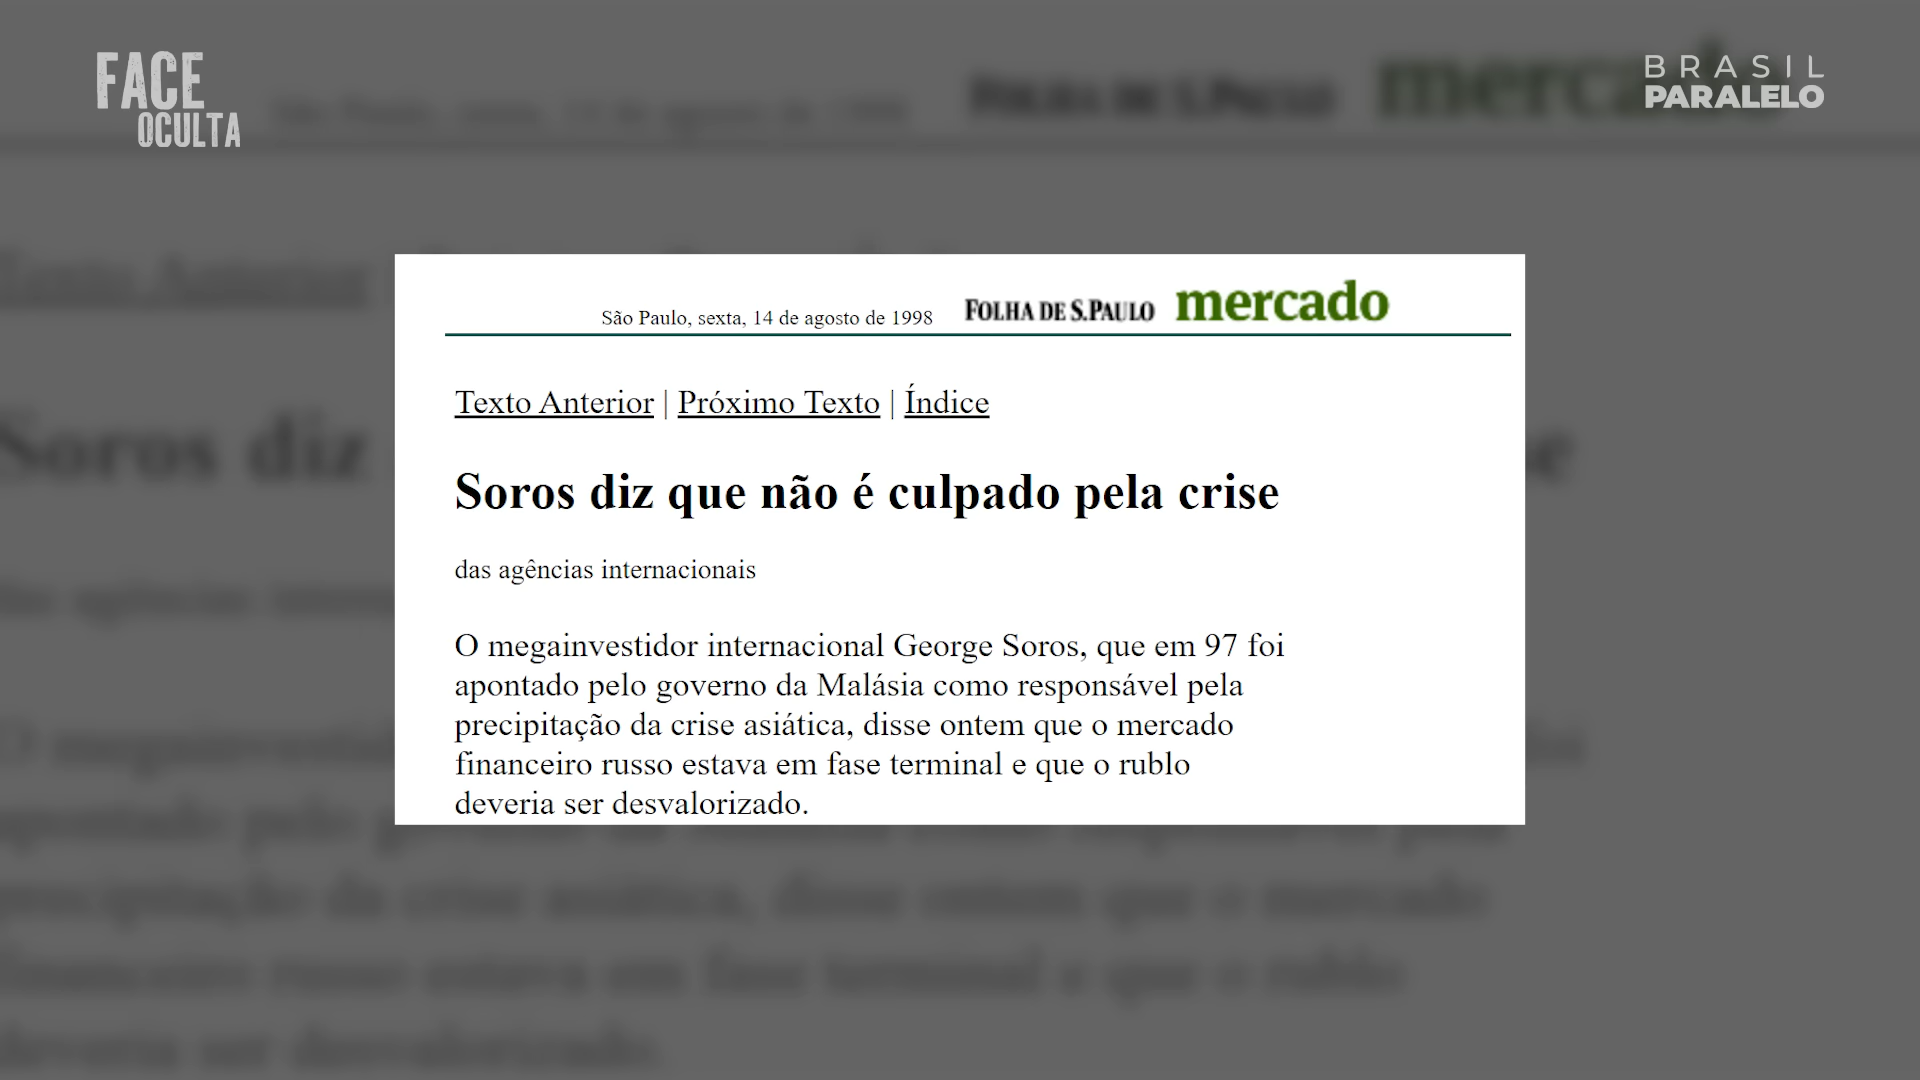 FACE
OCULTA
BRASIL
PARALELO
São Paulo, sexta, 14 de agosto de 1998 FOLHA DE S.PAULO mercado
Texto Anterior | Próximo Texto | Índice
Soros diz que não é culpado pela crise
das agências internacionais
O megainvestidor internacional George Soros, que em 97 foi
apontado pelo governo da Malásia como responsável pela
precipitação da crise asiática, disse ontem que o mercado
financeiro russo estava em fase terminal e que o rublo
deveria ser desvalorizado.